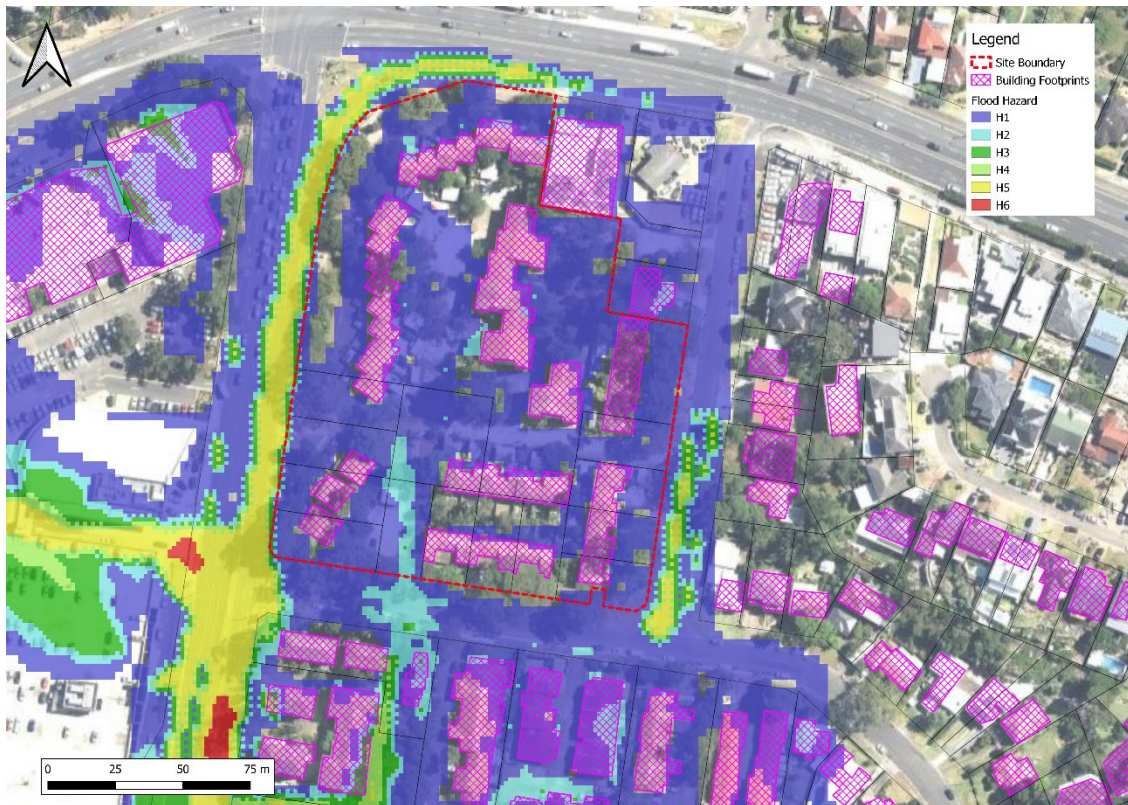 Legend
Site Boundary
Building Footprints
Flood Hazard
H1
H2
H3
H4
H5
H6
0 25 50 75 m